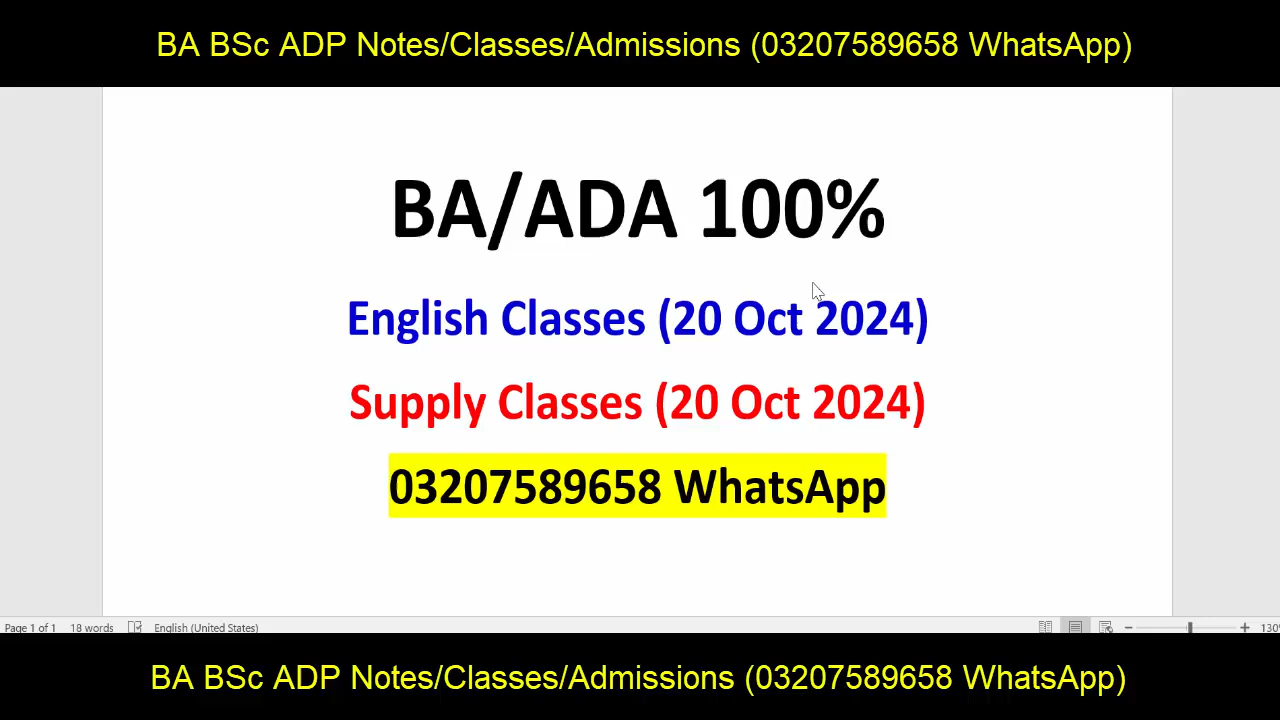 BA BSc ADP Notes/Classes/Admissions (03207589658 WhatsApp)
BA/ADA 100%
English Classes (20 Oct 2024)
Supply Classes (20 Oct 2024)
03207589658 WhatsApp
Page 1 of 1 18 words English (United States) 130%
BA BSc ADP Notes/Classes/Admissions (03207589658 WhatsApp)